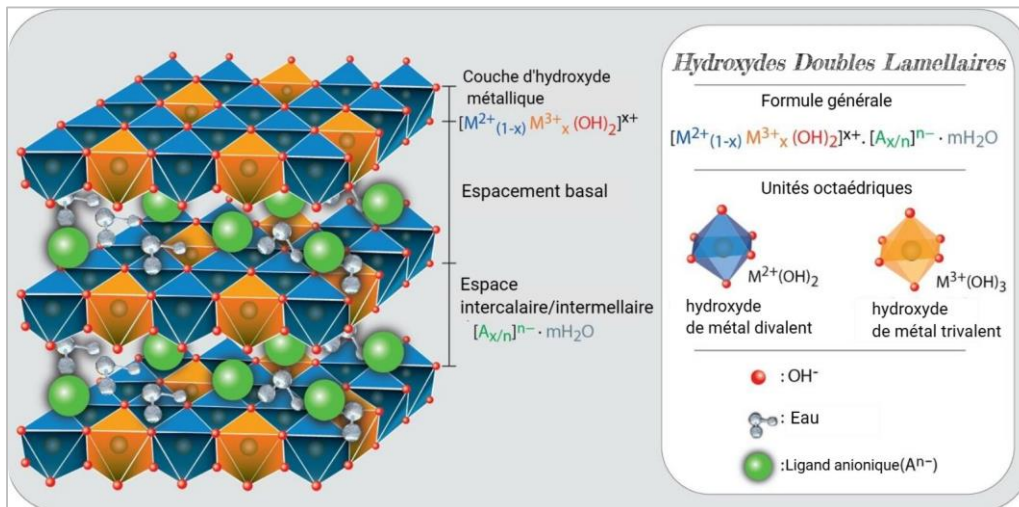 Couche d'hydroxyde
métallique
[M²⁺₍₁₋ₓ₎ M³⁺ₓ (OH)₂]ˣ⁺
Espacement basal
Espace
intercalaire/intermellaire
[Aₓ/ₙ]ⁿ⁻ · mH₂O
Hydroxydes Doubles Lamellaires
Formule générale
[M²⁺₍₁₋ₓ₎ M³⁺ₓ (OH)₂]ˣ⁺. [Aₓ/ₙ]ⁿ⁻ · mH₂O
Unités octaédriques
M²⁺(OH)₂
hydroxyde
de métal divalent
M³⁺(OH)₃
hydroxyde
de métal trivalent
: OH⁻
: Eau
:Ligand anionique(Aⁿ⁻)